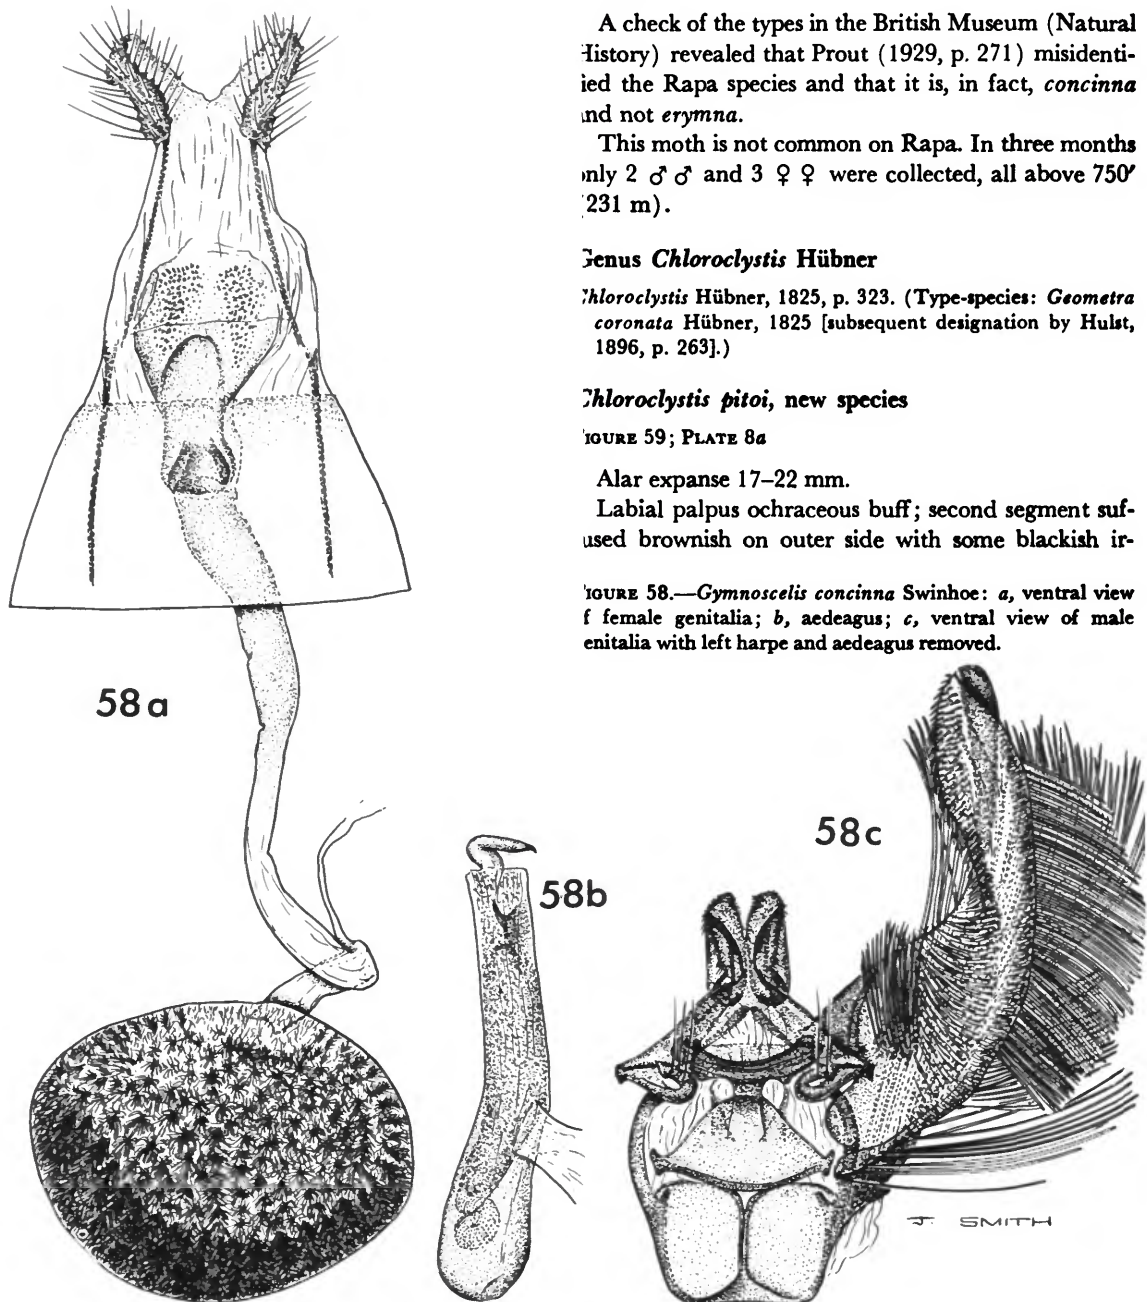 A check of the types in the British Museum (Natural
History) revealed that Prout (1929, p. 271) misidenti-
ied the Rapa species and that it is, in fact, concinna
and not erymna.
This moth is not common on Rapa. In three months
only 2 ♂ ♂ and 3 ♀ ♀ were collected, all above 750′
(231 m).
Genus Chloroclystis Hübner
Chloroclystis Hübner, 1825, p. 323. (Type-species: Geometra
coronata Hübner, 1825 [subsequent designation by Hulst,
1896, p. 263].)
Chloroclystis pitoi, new species
FIGURE 59; PLATE 8a
Alar expanse 17–22 mm.
Labial palpus ochraceous buff; second segment suf-
used brownish on outer side with some blackish ir-
FIGURE 58.—Gymnoscelis concinna Swinhoe: a, ventral view
f female genitalia; b, aedeagus; c, ventral view of male
enitalia with left harpe and aedeagus removed.
58a
58b
58c
J. SMITH